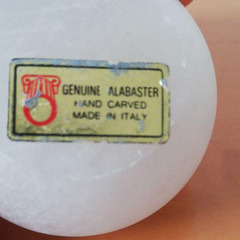 GENUINE ALABASTER
HAND CARVED
MADE IN ITALY